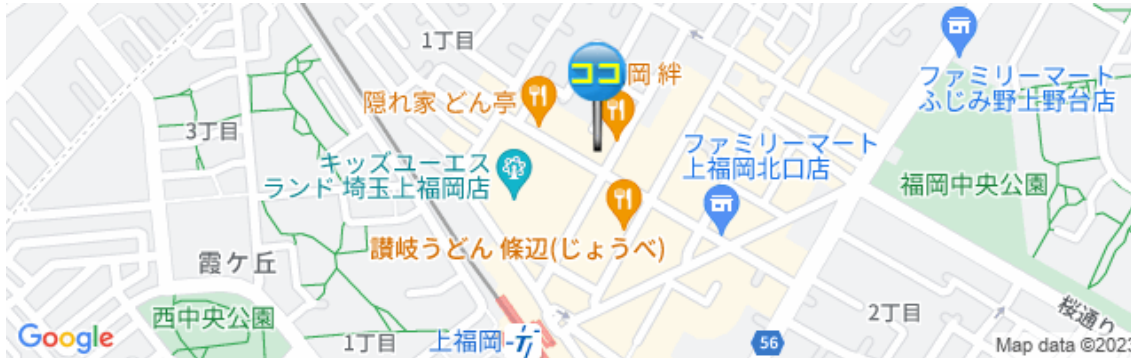 1丁目
ココ
岡 絆
隠れ家 どん亭
ファミリーマート
ふじみ野上野台店
3丁目
キッズユーエス
ランド 埼玉上福岡店
ファミリーマート
上福岡北口店
福岡中央公園
讃岐うどん 條辺(じょうべ)
霞ケ丘
西中央公園
2丁目
桜通り
Google
1丁目
上福岡
56
Map data ©2023